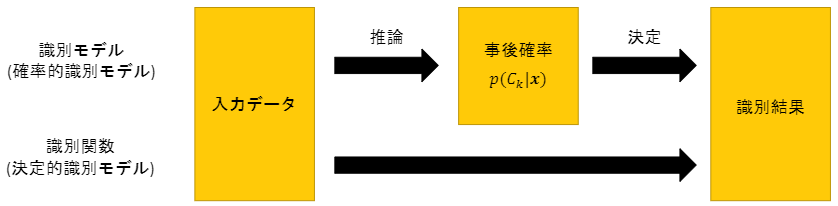 識別モデル
(確率的識別モデル)
推論
事後確率
p(C_k|x)
決定
入力データ
識別結果
識別関数
(決定的識別モデル)